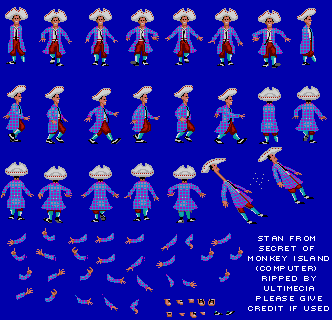 STAN FROM
SECRET OF
MONKEY ISLAND
(COMPUTER)
RIPPED BY
ULTIMECIA
PLEASE GIVE
CREDIT IF USED